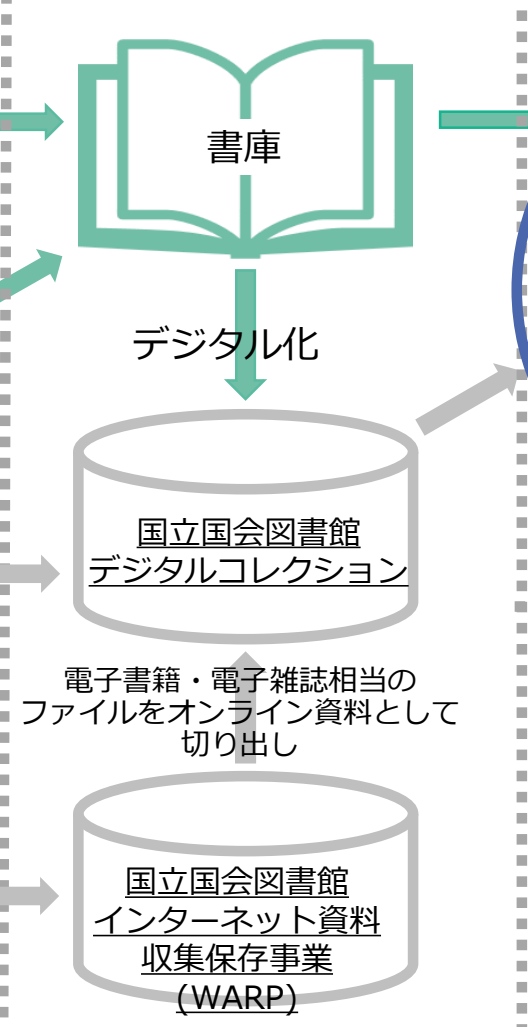 書庫
デジタル化
国立国会図書館
デジタルコレクション
電子書籍・電子雑誌相当の
ファイルをオンライン資料として
切り出し
国立国会図書館
インターネット資料
収集保存事業
(WARP)